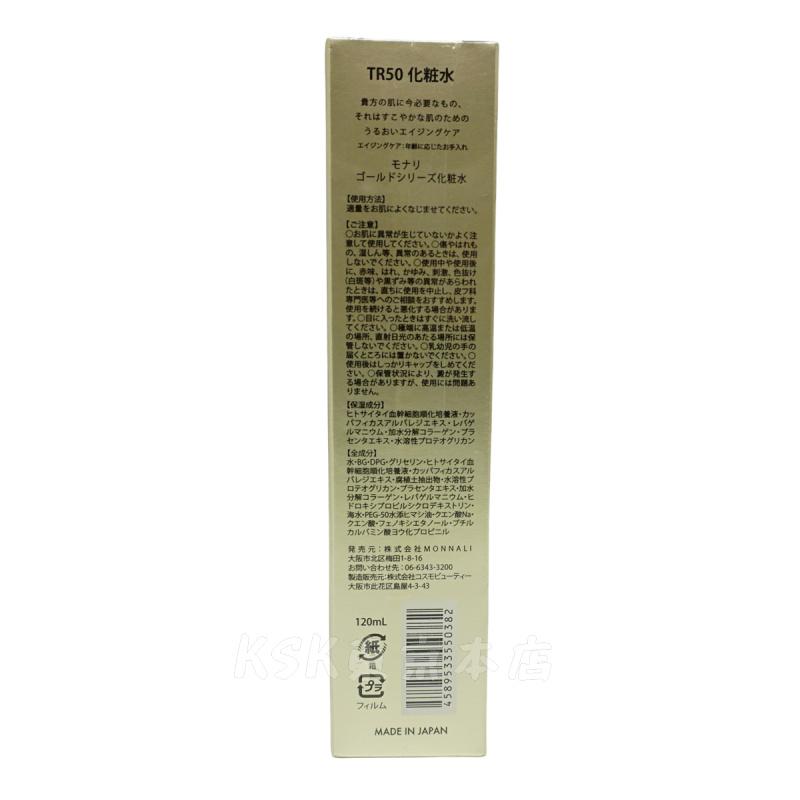 TR50 化粧水
貴方の肌に今必要なもの、
それはすこやかな肌のための
うるおいエイジングケア
エイジングケア：年齢に応じたお手入れ
モナリ
ゴールドシリーズ化粧水
【使用方法】
適量をお肌によくなじませてください。
【ご注意】
○お肌に異常が生じていないかよく注
意して使用してください。○傷やはれも
の、湿しん等、異常のあるときは、使用
しないでください。○使用中や使用後
に、赤味、はれ、かゆみ、刺激、色抜け
(白斑等)や黒ずみ等の異常があらわれ
たときは、直ちに使用を中止し、皮フ科
専門医等へのご相談をおすすめします。
使用を続けると悪化する場合がありま
す。○目に入ったときはすぐに洗い流し
てください。○極端に高温または低温
の場所、直射日光のあたる場所には保
管しないでください。○乳幼児の手の
届くところには置かないでください。○
使用後はしっかりキャップをしめてくだ
さい。○保管状況により、澱が発生す
る場合がありますが、使用には問題あ
りません。
【保湿成分】
ヒトサイタイ血幹細胞順化培養液・カッ
パフィカスアルバレジエキス・レパゲ
ルマニウム・加水分解コラーゲン・プラ
センタエキス・水溶性プロテオグリカン
【全成分】
水・BG・DPG・グリセリン・ヒトサイタイ血
幹細胞順化培養液・カッパフィカスアル
バレジエキス・腐植土抽出物・水溶性プ
ロテオグリカン・プラセンタエキス・加水
分解コラーゲン・レパゲルマニウム・ヒ
ドロキシプロピルシクロデキストリン・
海水・PEG-50水添ヒマシ油・クエン酸Na・
クエン酸・フェノキシエタノール・ブチル
カルバミン酸ヨウ化プロピニル
発売元：株式会社MONNALI
大阪市北区梅田1-8-16
お問い合わせ先：06-6343-3200
製造販売元：株式会社コスモビューティー
大阪市此花区島屋4-3-43
120mL
紙
箱
プラ
フィルム
4589533550382
MADE IN JAPAN